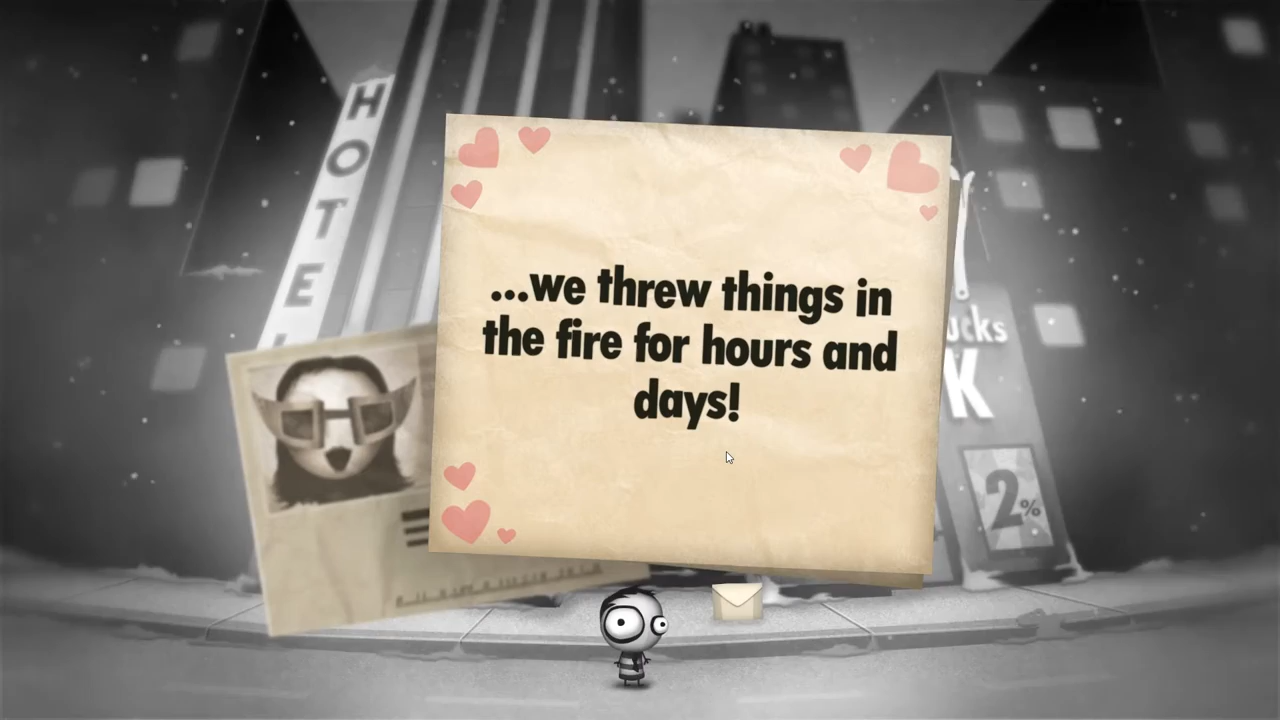 HOTE
...we threw things in
the fire for hours and
days!
ucks
K
2%